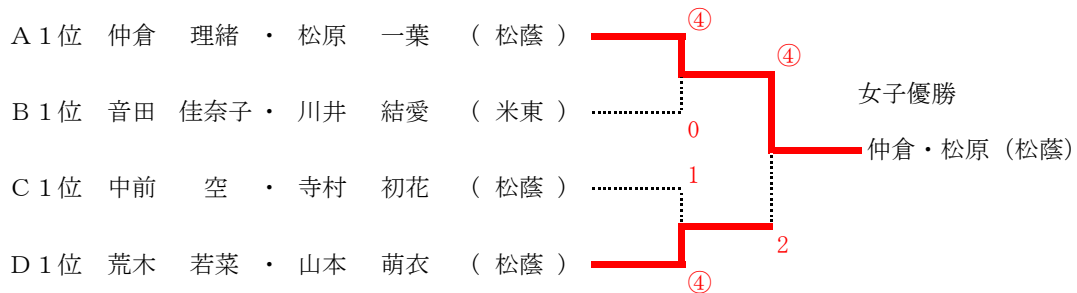 ④
A1位 仲倉 理緒 ・ 松原 一葉 ( 松蔭 )
④
女子優勝
B1位 音田 佳奈子・ 川井 結愛 ( 米東 )
0
仲倉・松原(松蔭)
1
C1位 中前 空 ・ 寺村 初花 ( 松蔭 )
2
D1位 荒木 若菜 ・ 山本 萌衣 ( 松蔭 )
④